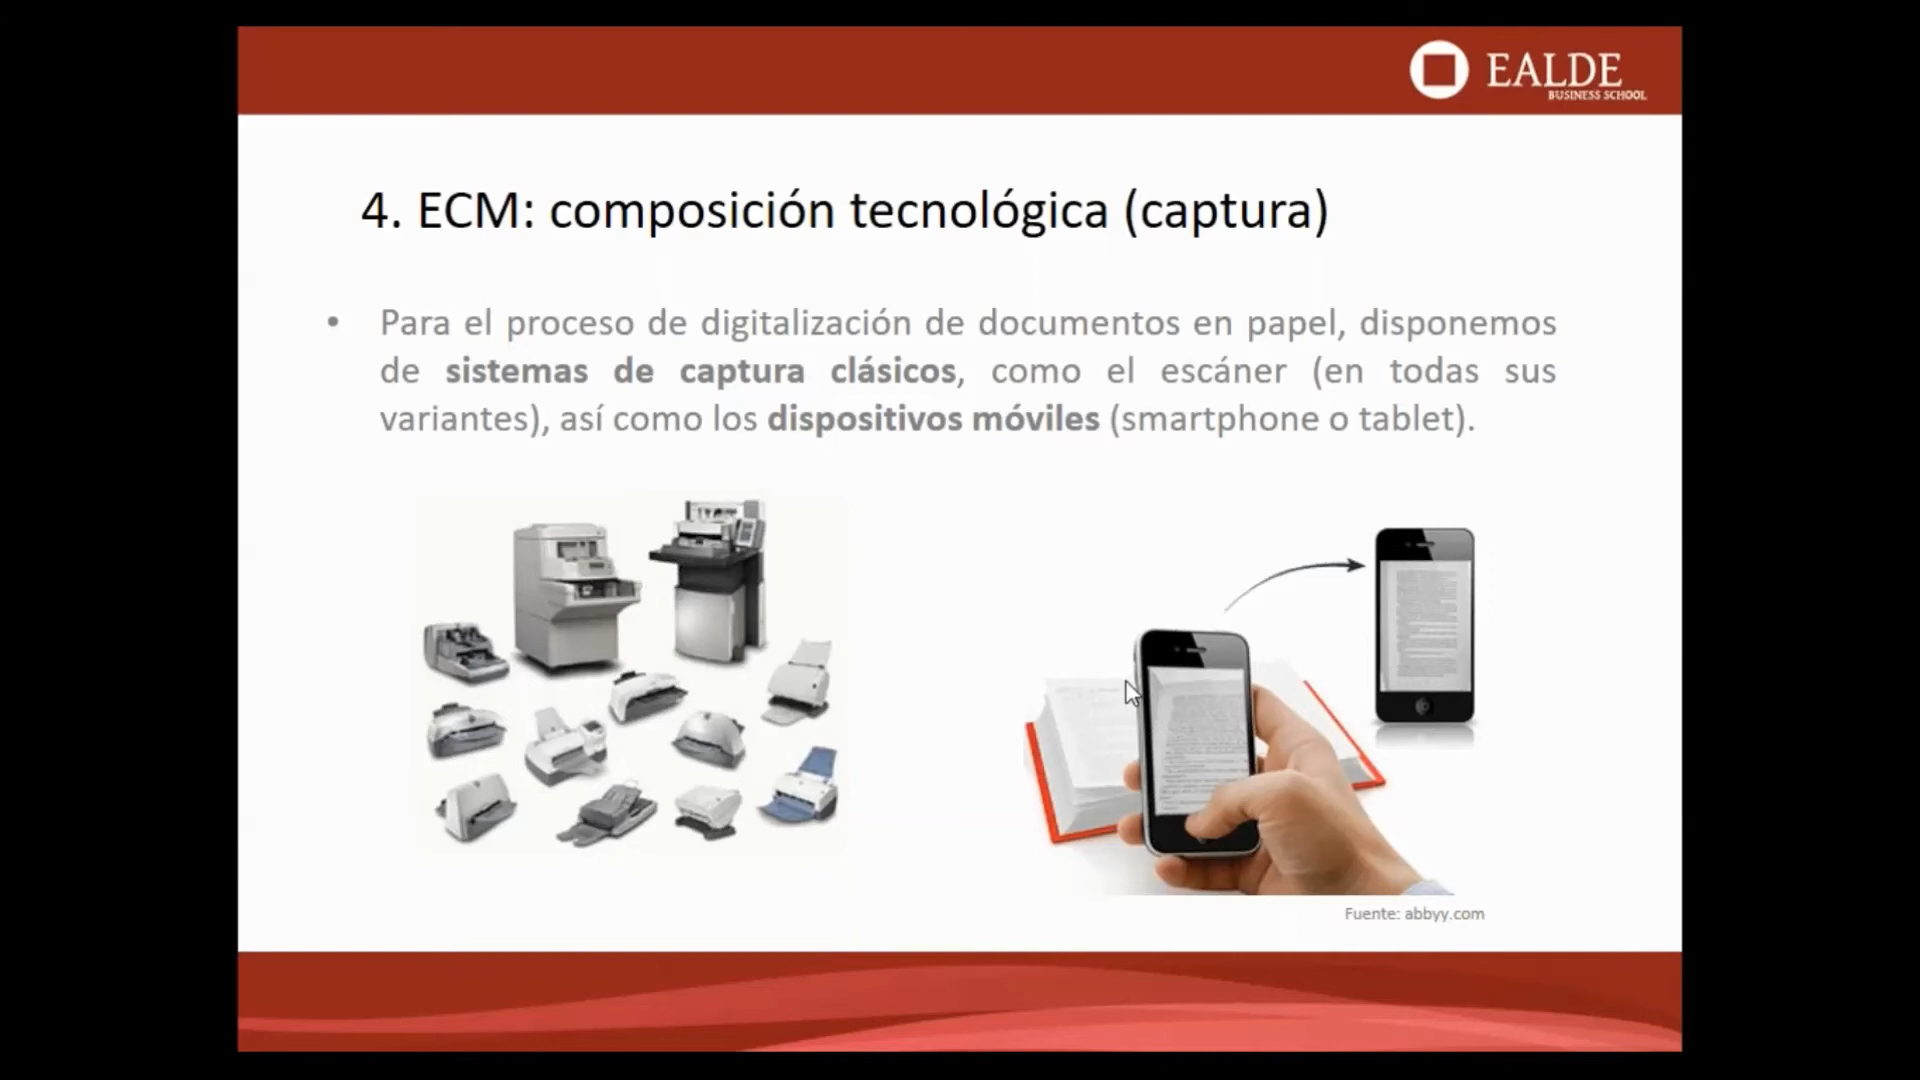 EALDE
BUSINESS SCHOOL
4. ECM: composición tecnológica (captura)
• Para el proceso de digitalización de documentos en papel, disponemos
de sistemas de captura clásicos, como el escáner (en todas sus
variantes), así como los dispositivos móviles (smartphone o tablet).
Fuente: abbyy.com